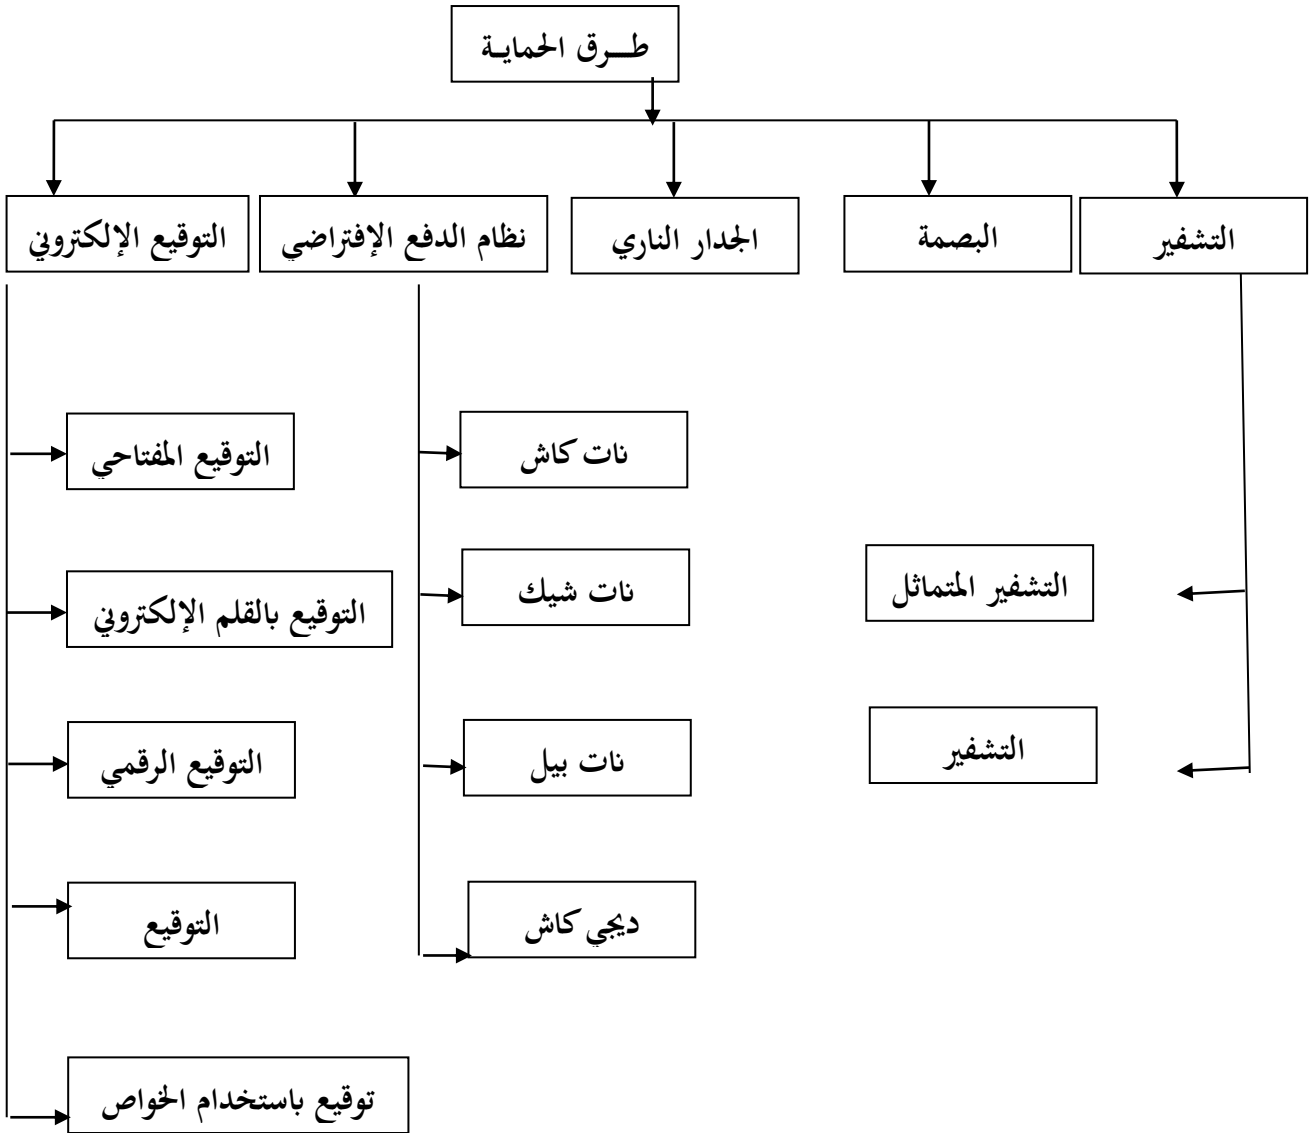 طـــرق الحمايـة
التشفير
البصمة
الجدار الناري
نظام الدفع الإفتراضي
التوقيع الإلكتروني
التشفير المتماثل
التشفير
نات كاش
نات شيك
نات بيل
ديجي كاش
التوقيع المفتاحي
التوقيع بالقلم الإلكتروني
التوقيع الرقمي
التوقيع
توقيع باستخدام الخواص